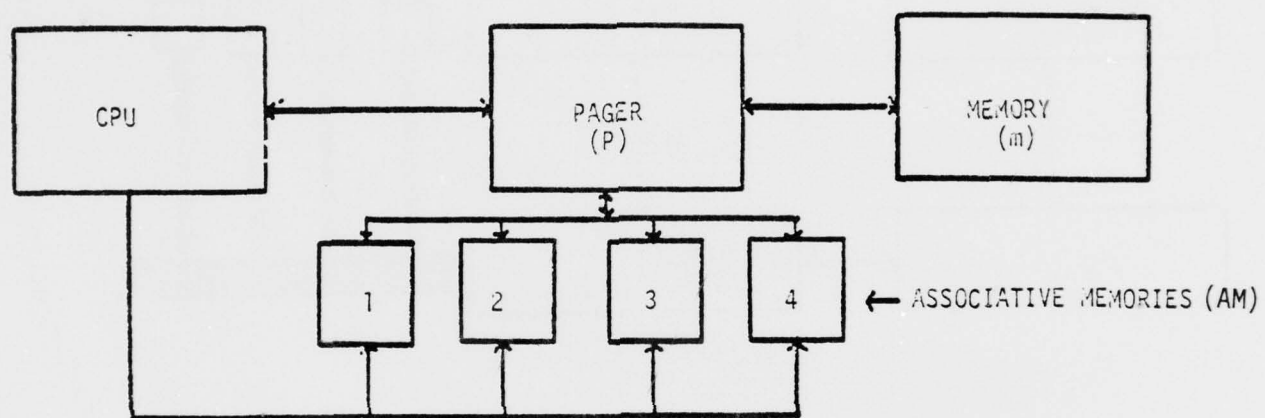 CPU
PAGER
(P)
MEMORY
(m)
1
2
3
4
ASSOCIATIVE MEMORIES (AM)